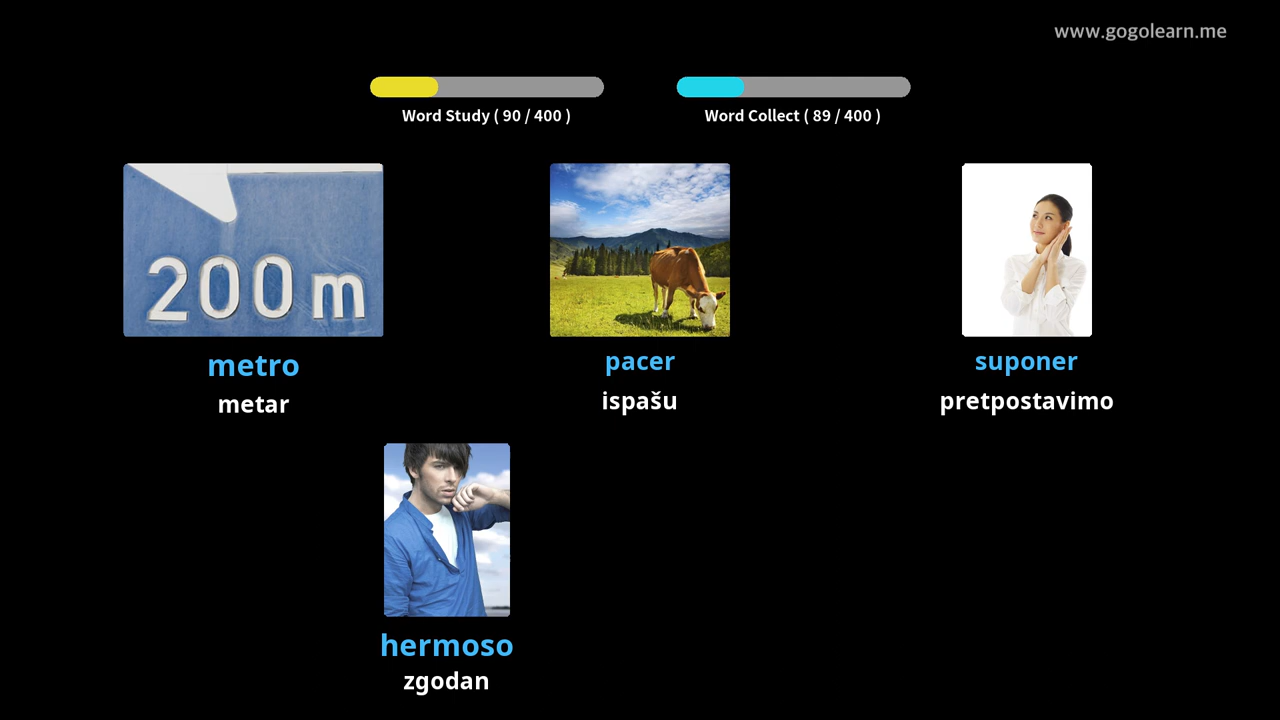 www.gogolearn.me
Word Study ( 90 / 400 )
Word Collect ( 89 / 400 )
200 m
metro
metar
pacer
ispašu
suponer
pretpostavimo
hermoso
zgodan